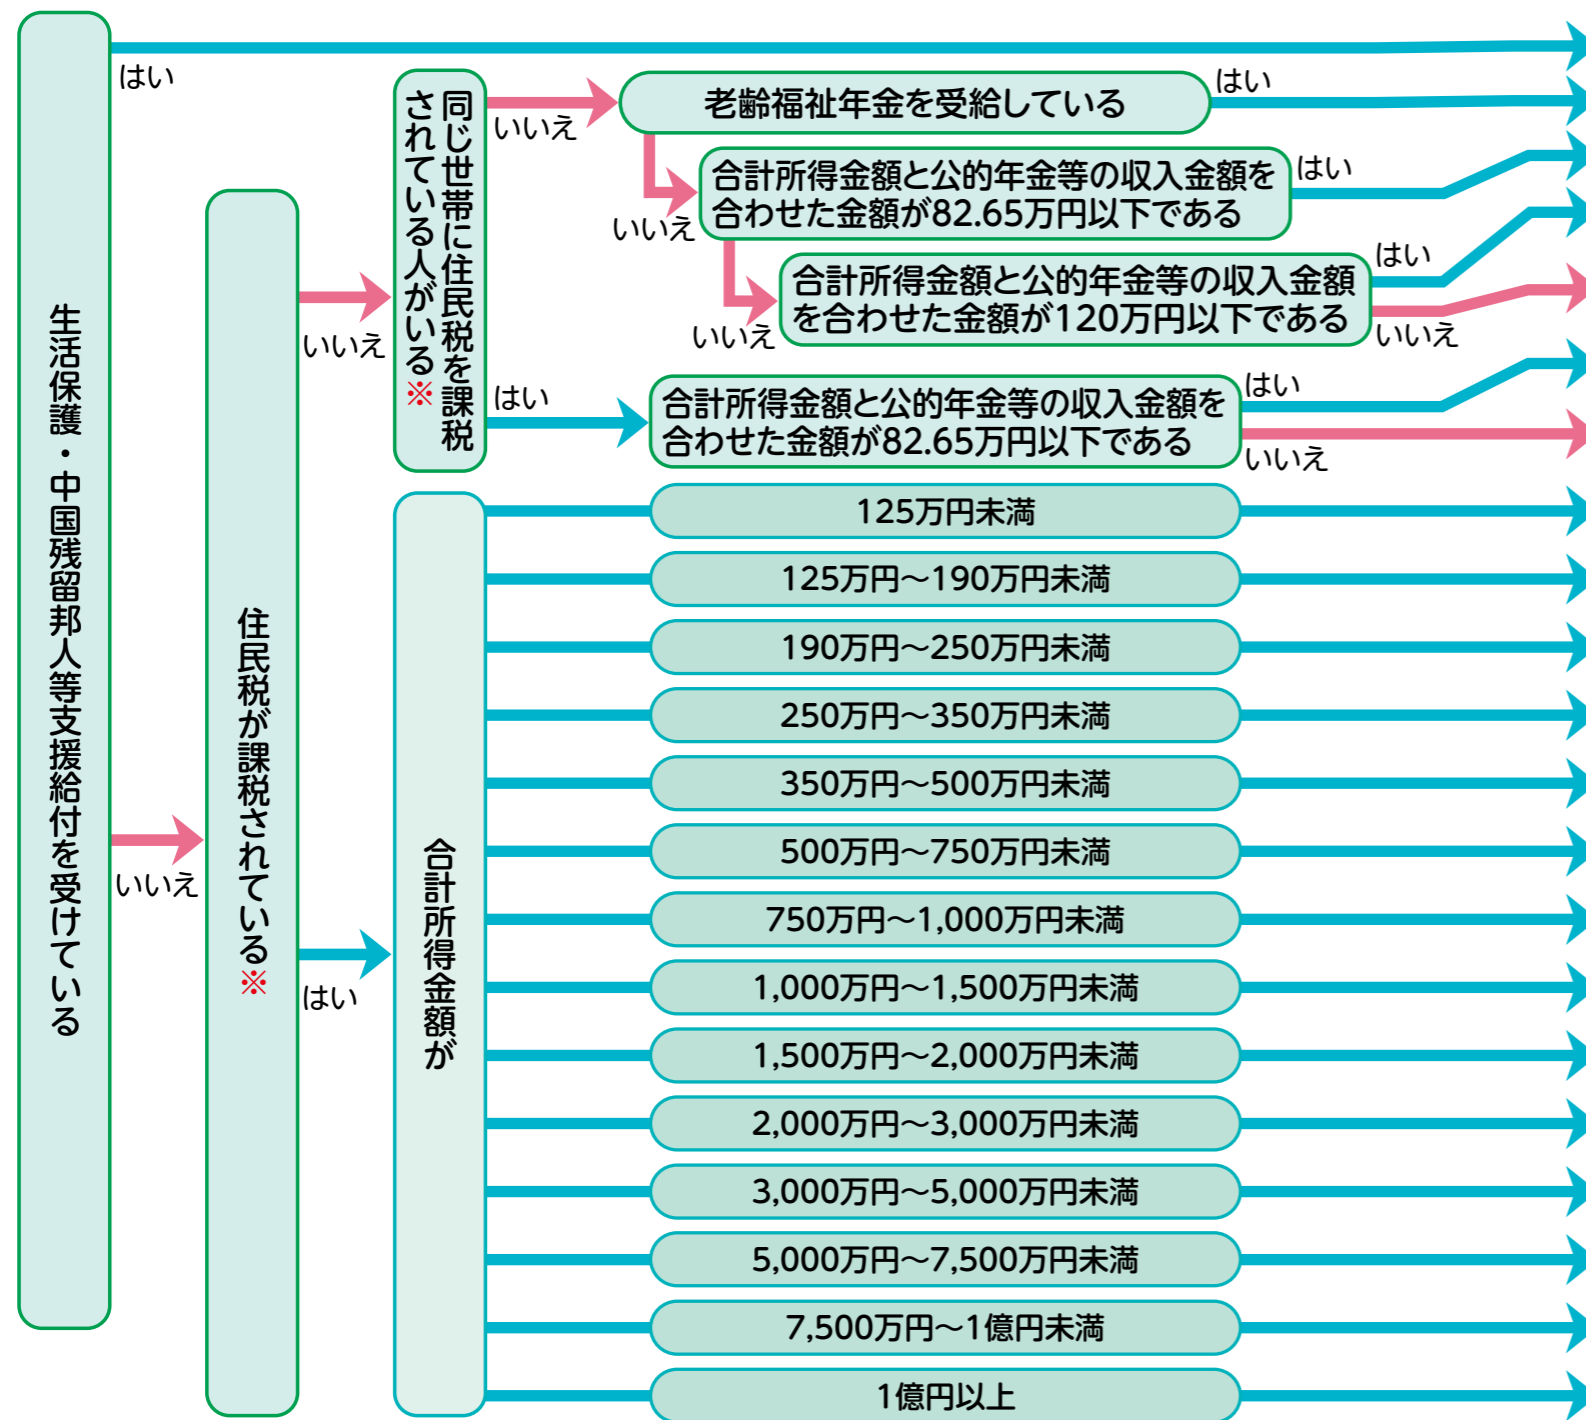 生活保護・中国残留邦人等支援給付を受けている
はい
いいえ
住民税が課税されている※
いいえ
はい
同じ世帯に住民税を課税
されている人がいる※
いいえ
はい
老齢福祉年金を受給している
はい
いいえ
合計所得金額と公的年金等の収入金額を
合わせた金額が82.65万円以下である
はい
いいえ
合計所得金額と公的年金等の収入金額
を合わせた金額が120万円以下である
はい
いいえ
合計所得金額と公的年金等の収入金額を
合わせた金額が82.65万円以下である
はい
いいえ
合計所得金額が
125万円未満
125万円～190万円未満
190万円～250万円未満
250万円～350万円未満
350万円～500万円未満
500万円～750万円未満
750万円～1,000万円未満
1,000万円～1,500万円未満
1,500万円～2,000万円未満
2,000万円～3,000万円未満
3,000万円～5,000万円未満
5,000万円～7,500万円未満
7,500万円～1億円未満
1億円以上